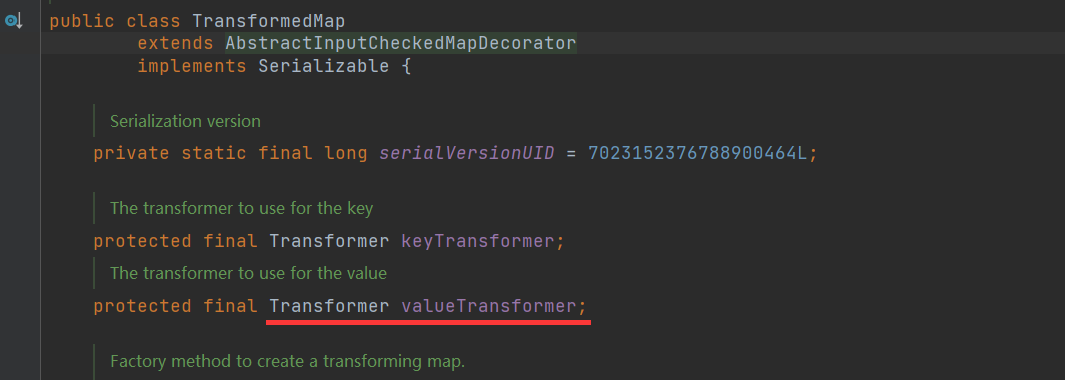 public class TransformedMap
extends AbstractInputCheckedMapDecorator
implements Serializable {
Serialization version
private static final long serialVersionUID = 7023152376788900464L;
The transformer to use for the key
protected final Transformer keyTransformer;
The transformer to use for the value
protected final Transformer valueTransformer;
Factory method to create a transforming map.